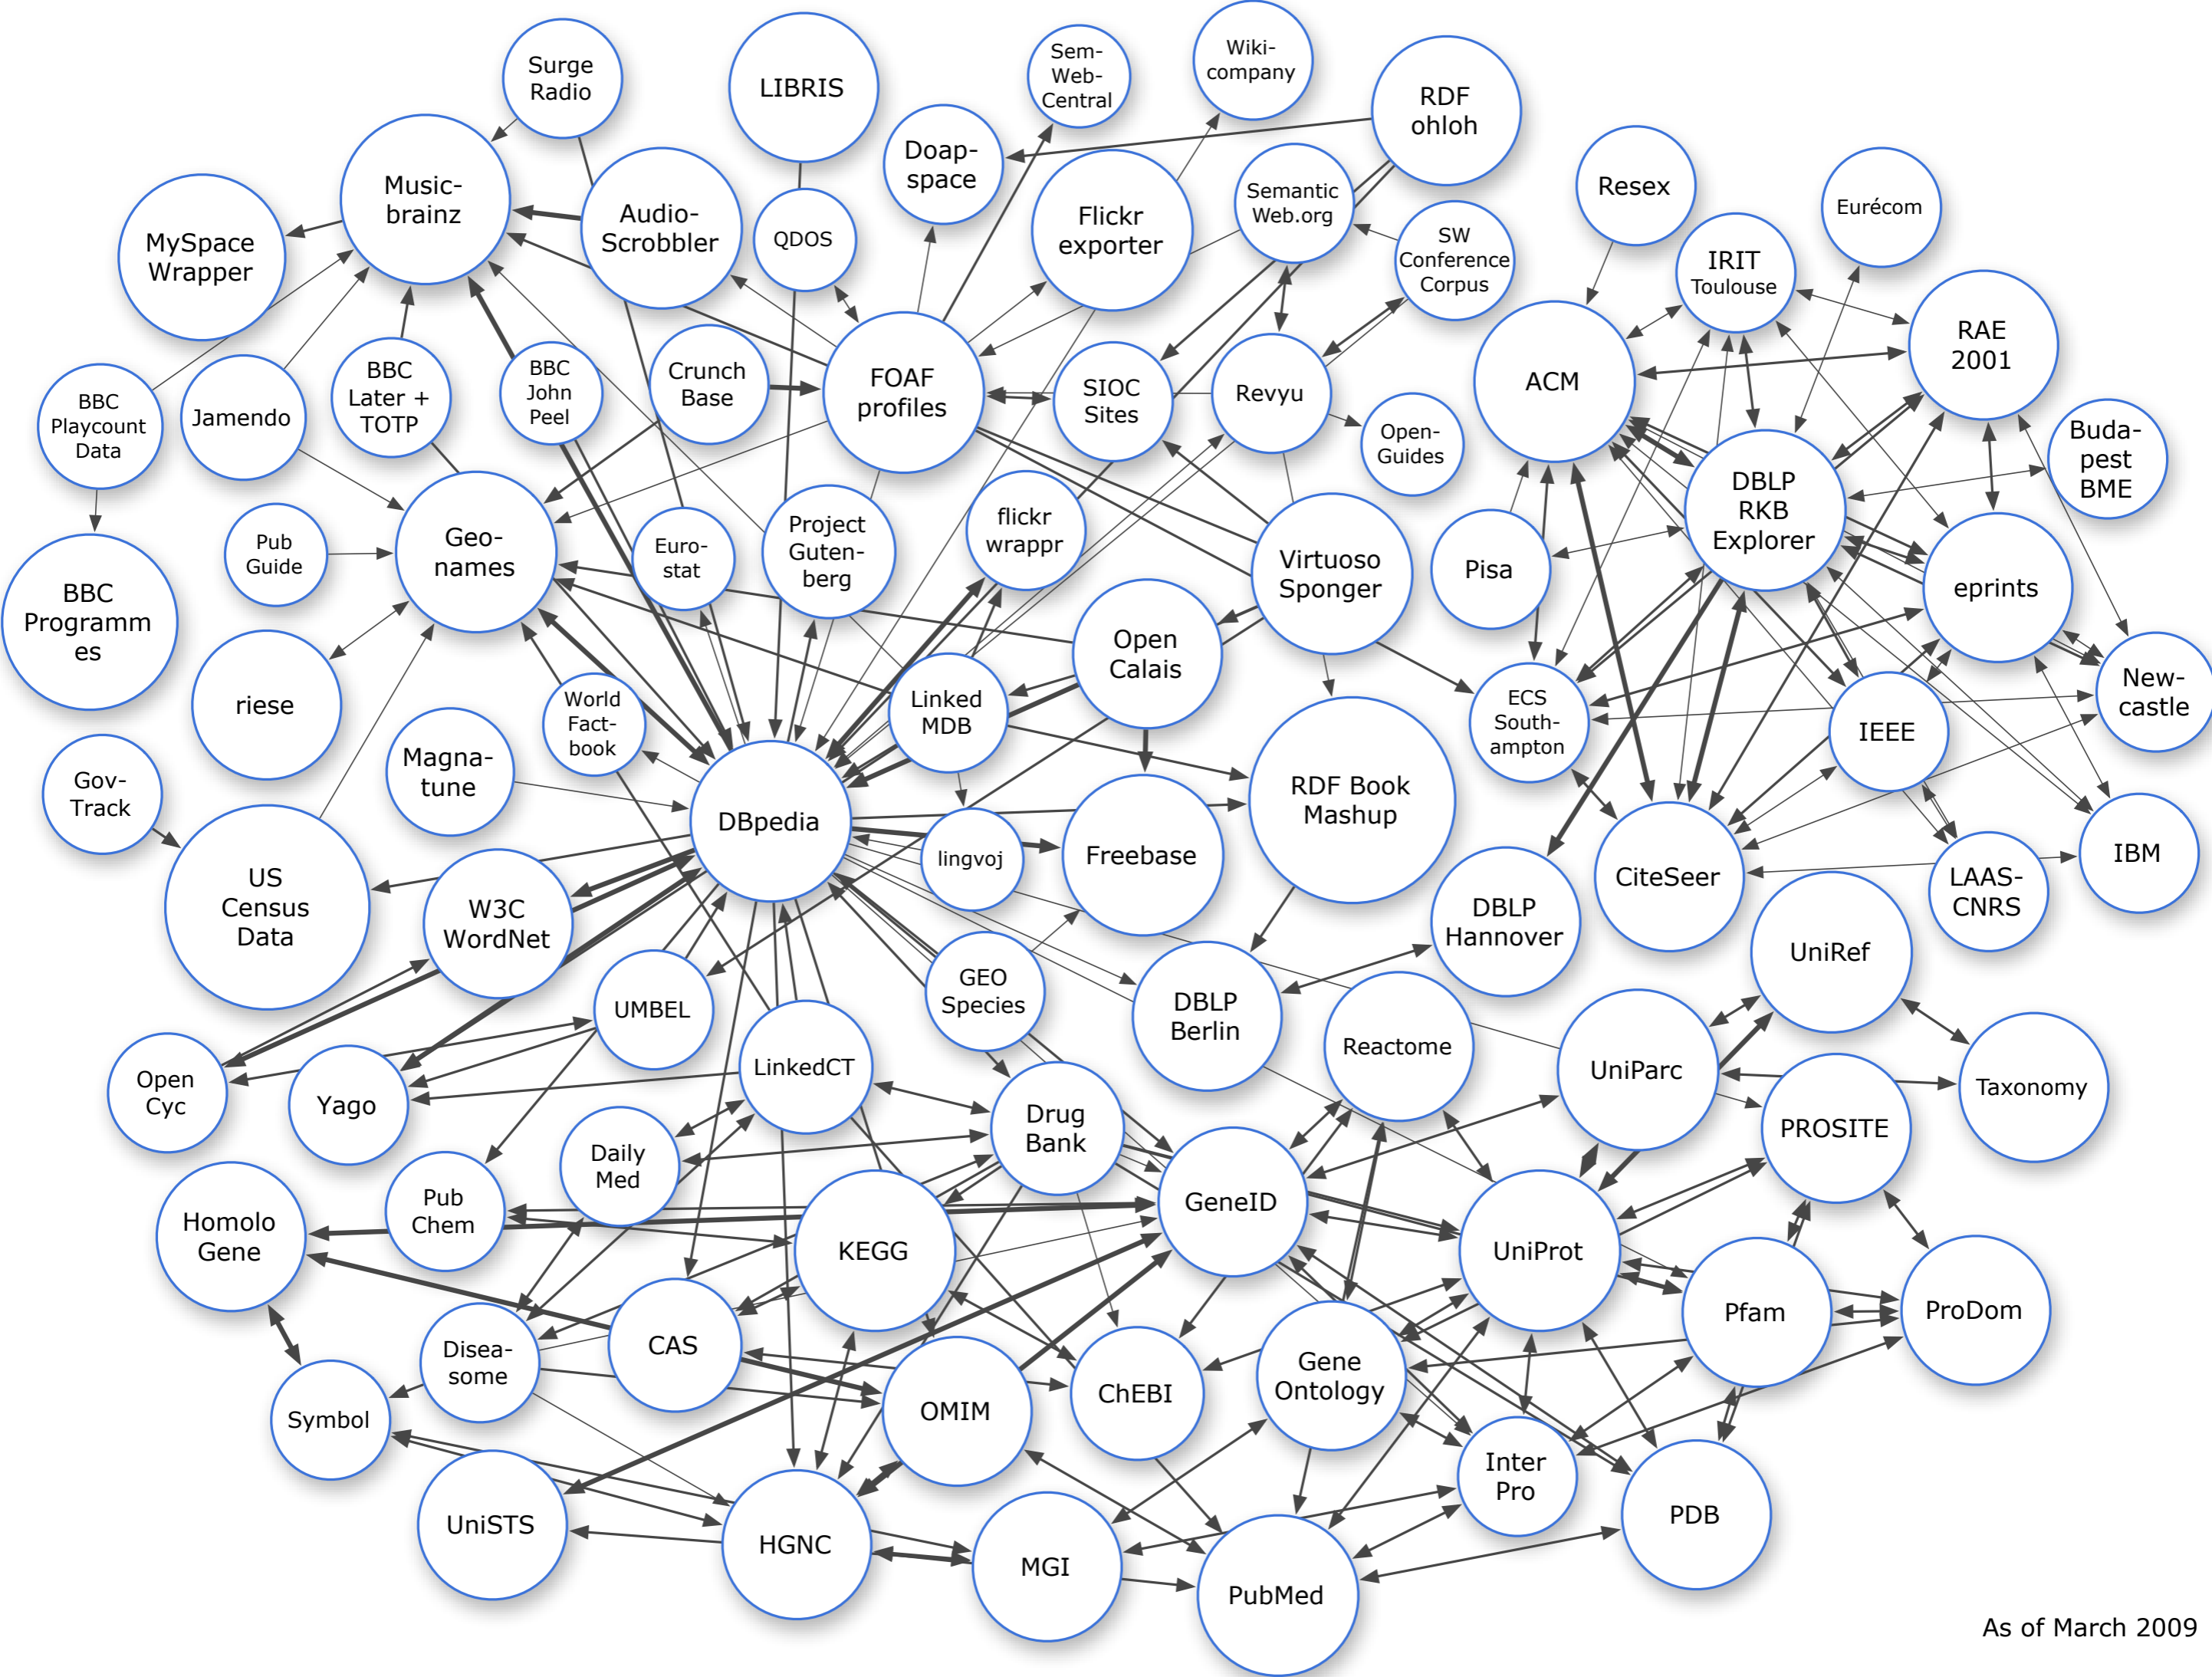 Surge
Radio
LIBRIS
Sem-
Web-
Central
Wiki-
company
RDF
ohloh
Doap-
space
Music-
brainz
Audio-
Scrobbler
QDOS
Flickr
exporter
Semantic
Web.org
SW
Conference
Corpus
Resex
Eurécom
IRIT
Toulouse
MySpace
Wrapper
RAE
2001
ACM
BBC
Playcount
Data
Jamendo
BBC
Later +
TOTP
BBC
John
Peel
Crunch
Base
FOAF
profiles
SIOC
Sites
Revyu
Open-
Guides
Buda-
pest
BME
DBLP
RKB
Explorer
Pub
Guide
Geo-
names
Euro-
stat
Project
Guten-
berg
flickr
wrappr
Virtuoso
Sponger
Pisa
eprints
BBC
Programm
es
riese
World
Fact-
book
Linked
MDB
Open
Calais
ECS
South-
ampton
IEEE
New-
castle
Gov-
Track
Magna-
tune
DBpedia
lingvoj
Freebase
RDF Book
Mashup
CiteSeer
LAAS-
CNRS
IBM
US
Census
Data
W3C
WordNet
DBLP
Hannover
UniRef
UMBEL
GEO
Species
DBLP
Berlin
Reactome
UniParc
Taxonomy
Open
Cyc
Yago
LinkedCT
Drug
Bank
PROSITE
Daily
Med
Pub
Chem
Homolo
Gene
KEGG
GeneID
UniProt
Pfam
ProDom
Disea-
some
CAS
Symbol
OMIM
ChEBI
Gene
Ontology
Inter
Pro
PDB
UniSTS
HGNC
MGI
PubMed
As of March 2009